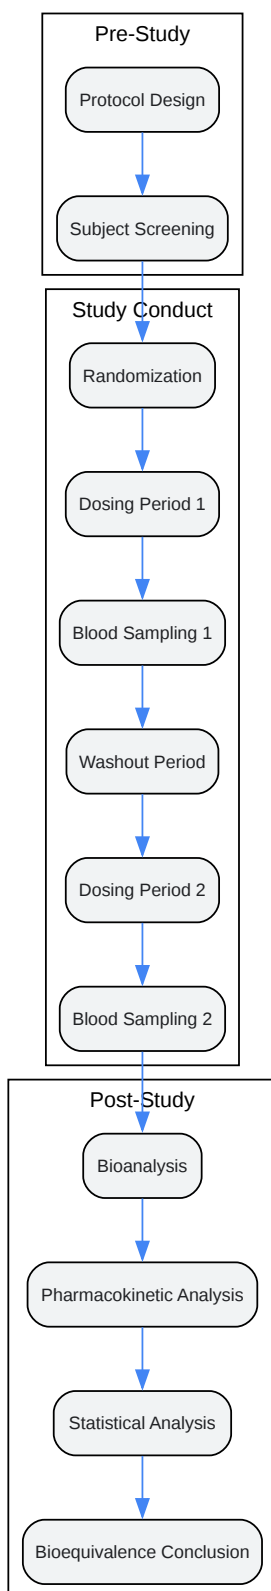 Pre-Study
Protocol Design
Subject Screening
Study Conduct
Randomization
Dosing Period 1
Blood Sampling 1
Washout Period
Dosing Period 2
Blood Sampling 2
Post-Study
Bioanalysis
Pharmacokinetic Analysis
Statistical Analysis
Bioequivalence Conclusion